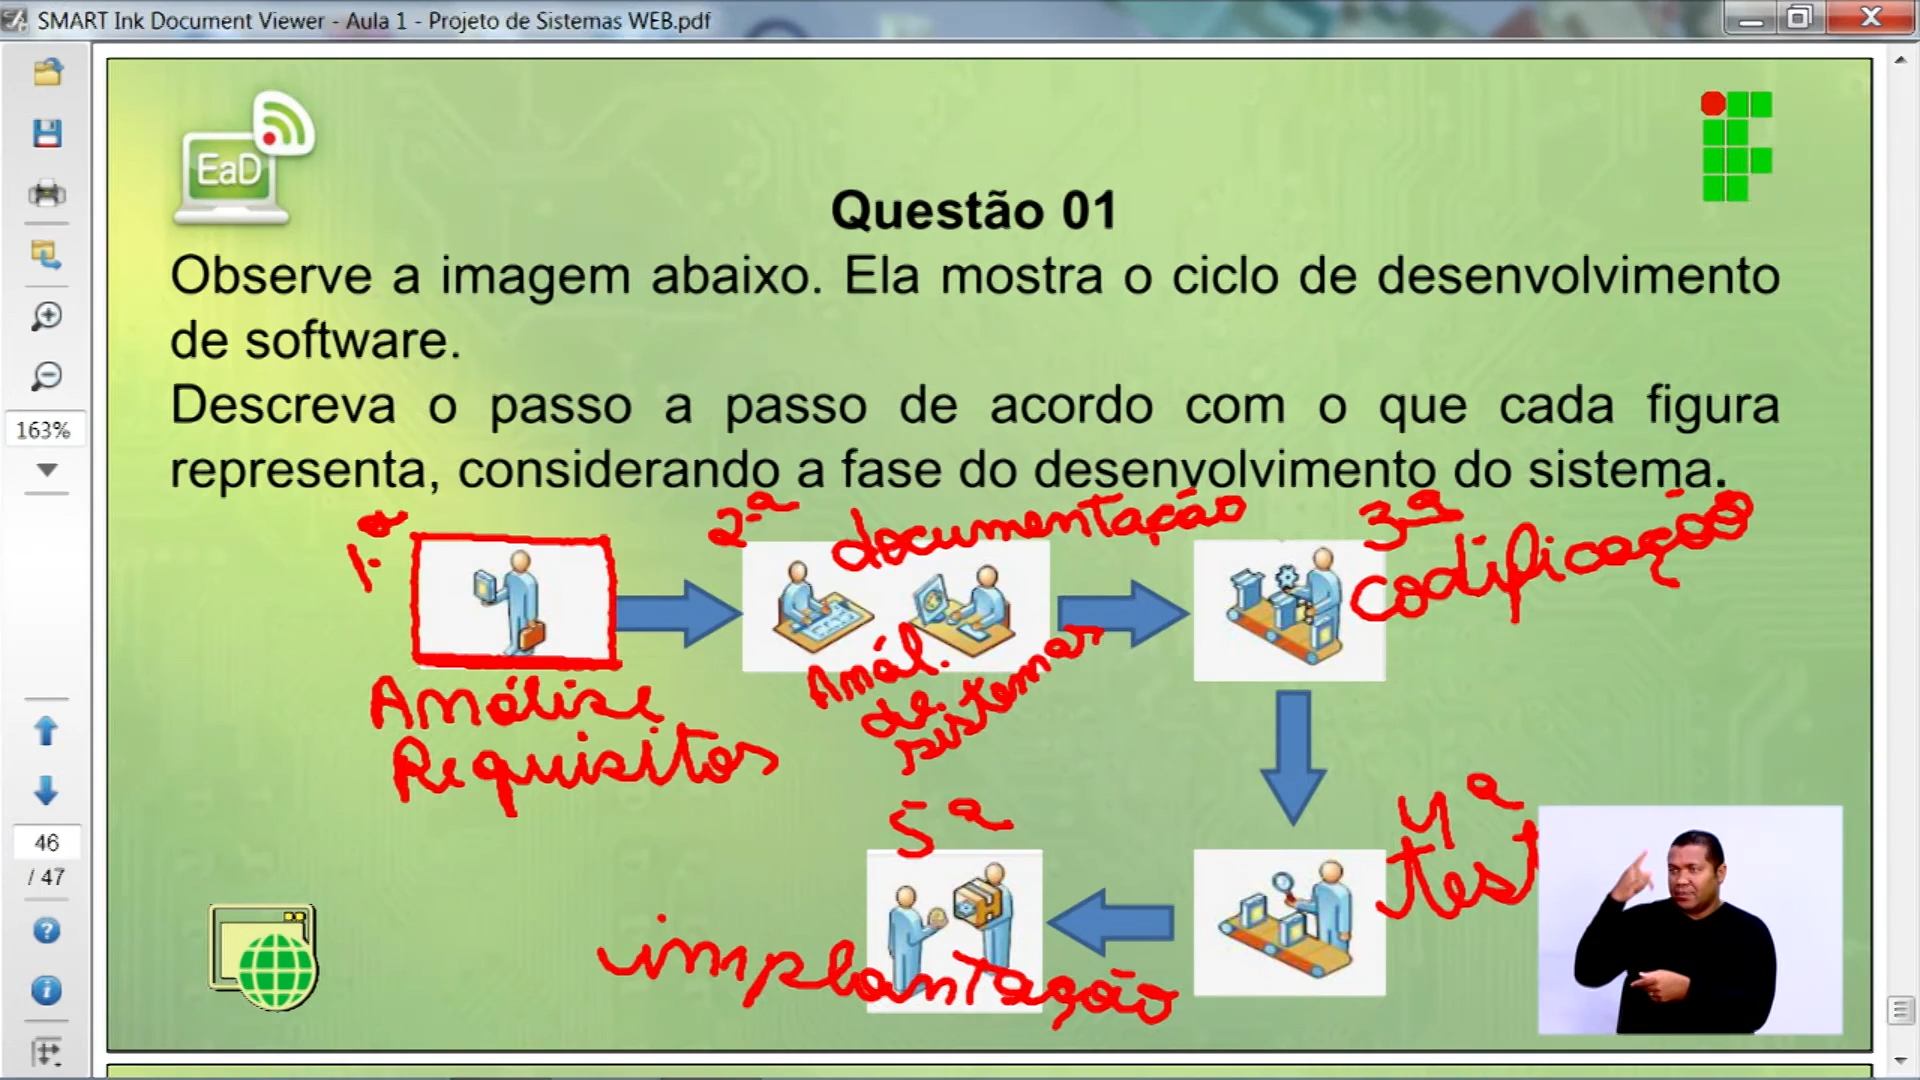 SMART Ink Document Viewer - Aula 1 - Projeto de Sistemas WEB.pdf
EaD
Questão 01
Observe a imagem abaixo. Ela mostra o ciclo de desenvolvimento
de software.
Descreva o passo a passo de acordo com o que cada figura
representa, considerando a fase do desenvolvimento do sistema.
163%
1.ª
2.ª documentação
3ª
codificação
Anál.
de
sistemas
Análise
Requisitos
5ª
4ª
test
implantação
46
/ 47